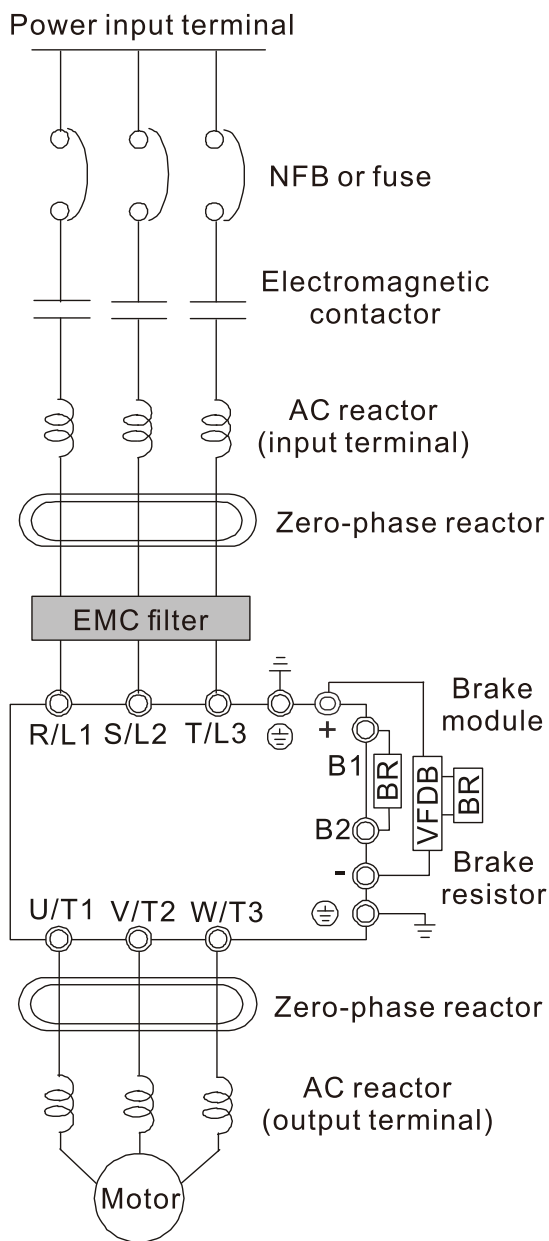 Power input terminal
NFB or fuse
Electromagnetic
contactor
AC reactor
(input terminal)
Zero-phase reactor
EMC filter
R/L1 S/L2 T/L3
+
B1
B2
-
BR
VFDB
BR
Brake
module
Brake
resistor
U/T1 V/T2 W/T3
Zero-phase reactor
AC reactor
(output terminal)
Motor